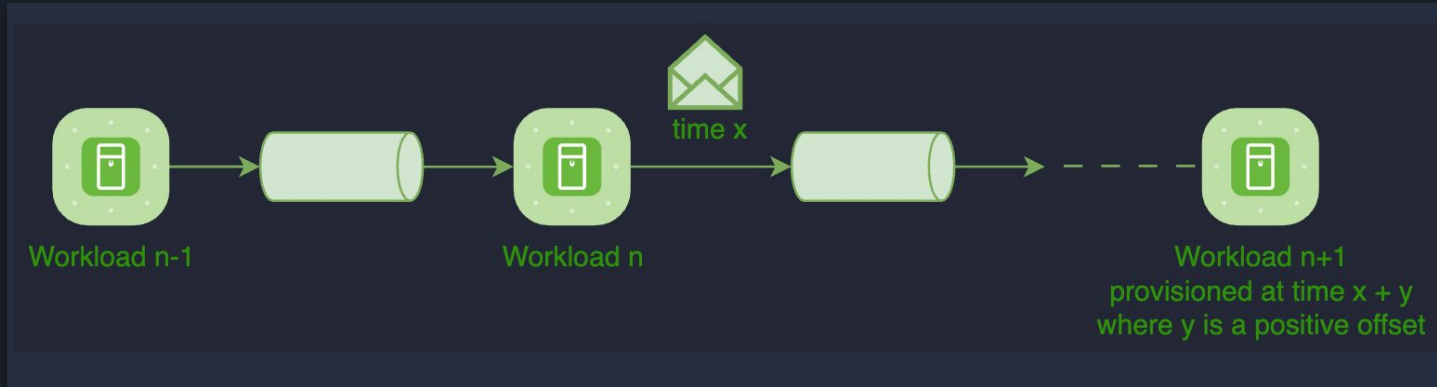 time x
Workload n-1
Workload n
Workload n+1
provisioned at time x + y
where y is a positive offset